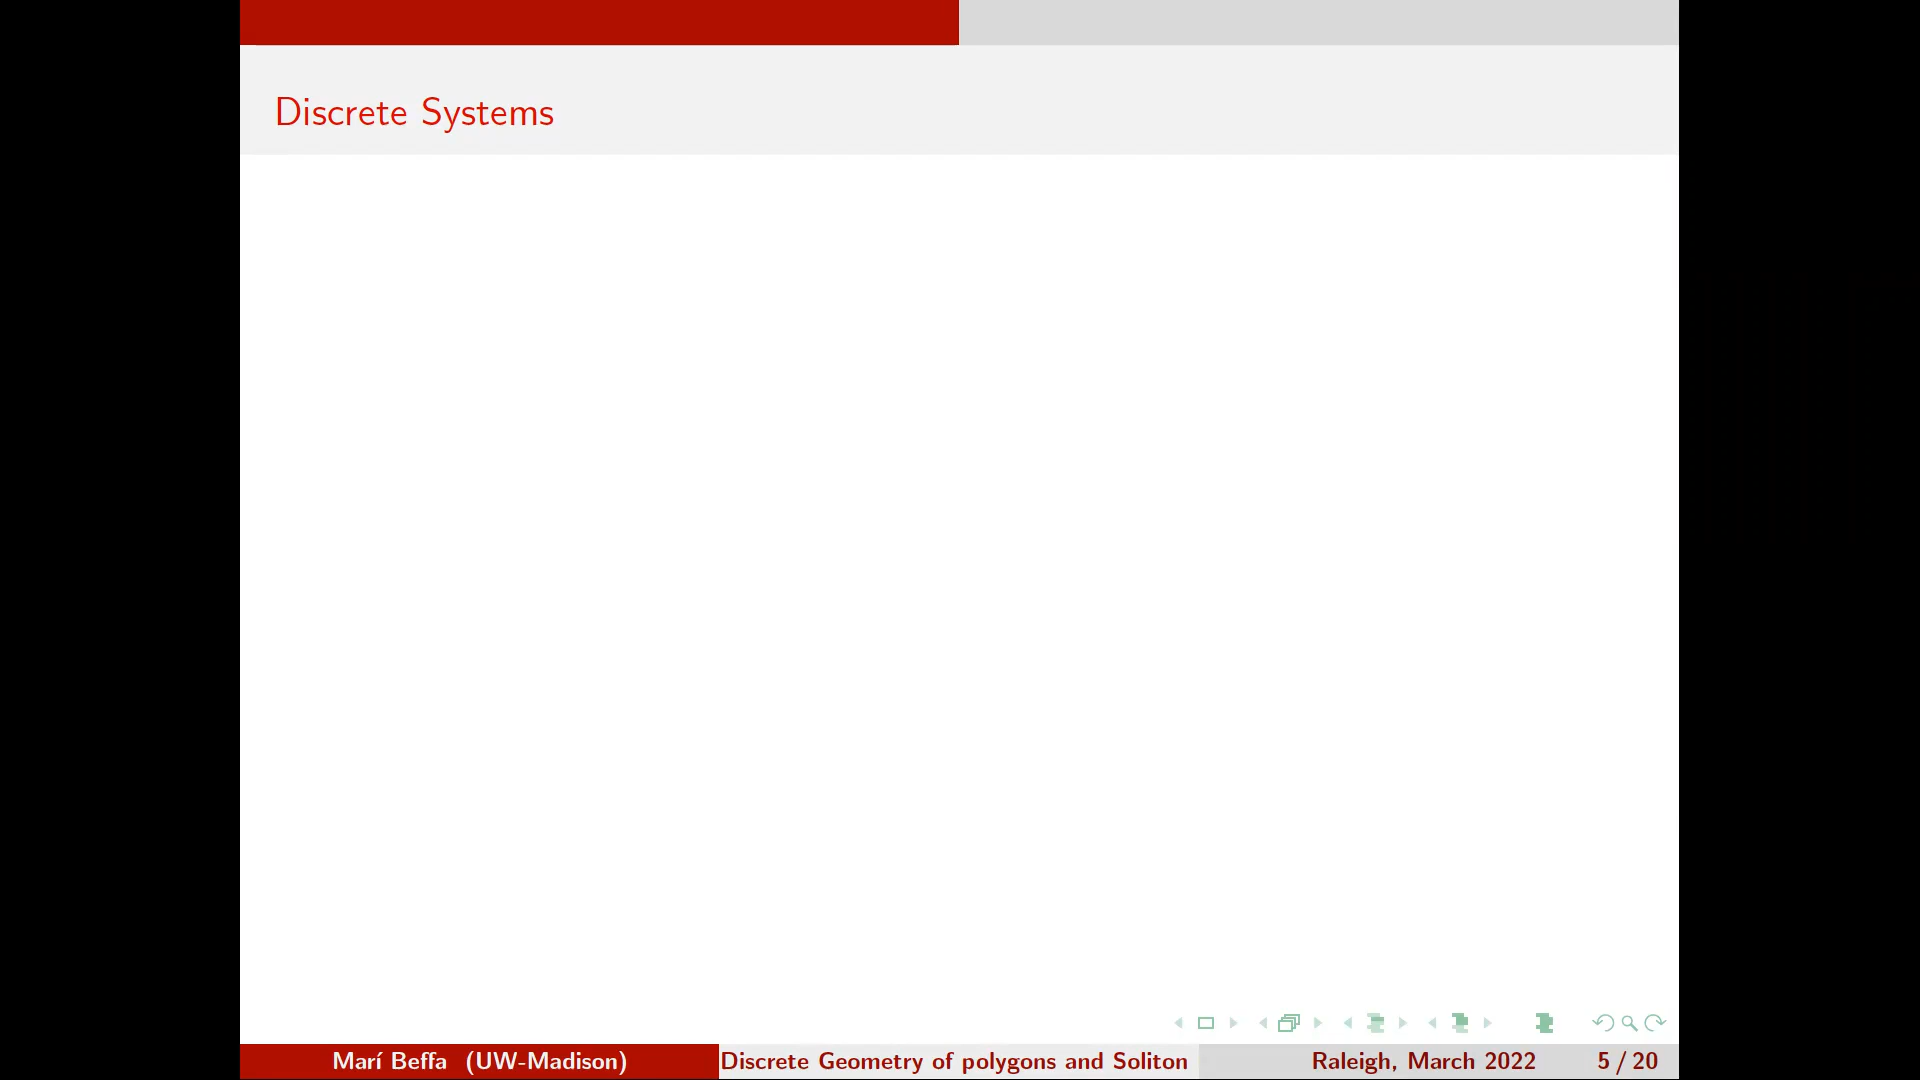 Discrete Systems
Marí Beffa (UW-Madison) Discrete Geometry of polygons and Soliton Raleigh, March 2022 5 / 20